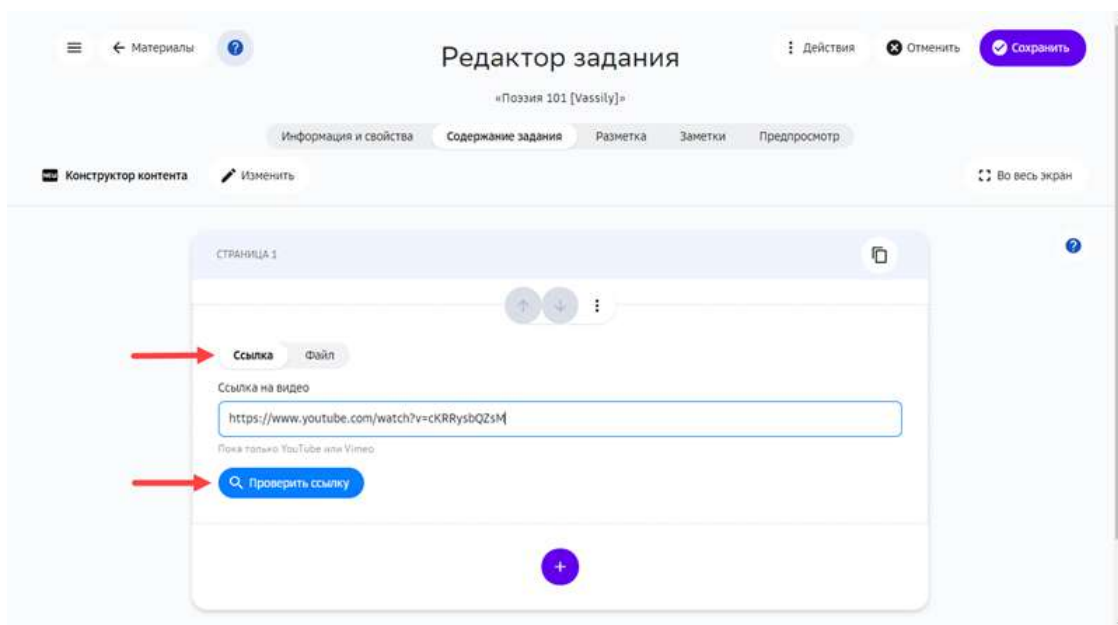 Материалы
?
Редактор задания
Действия
Отменить
Сохранить
«Поэзия 101 [Vassily]»
Информация и свойства
Содержание задания
Разметка
Заметки
Предпросмотр
NEW Конструктор контента
Изменить
Во весь экран
СТРАНИЦА 1
?
Ссылка
Файл
Ссылка на видео
https://www.youtube.com/watch?v=cKRRysbQZsM
Пока только YouTube или Vimeo
Проверить ссылку